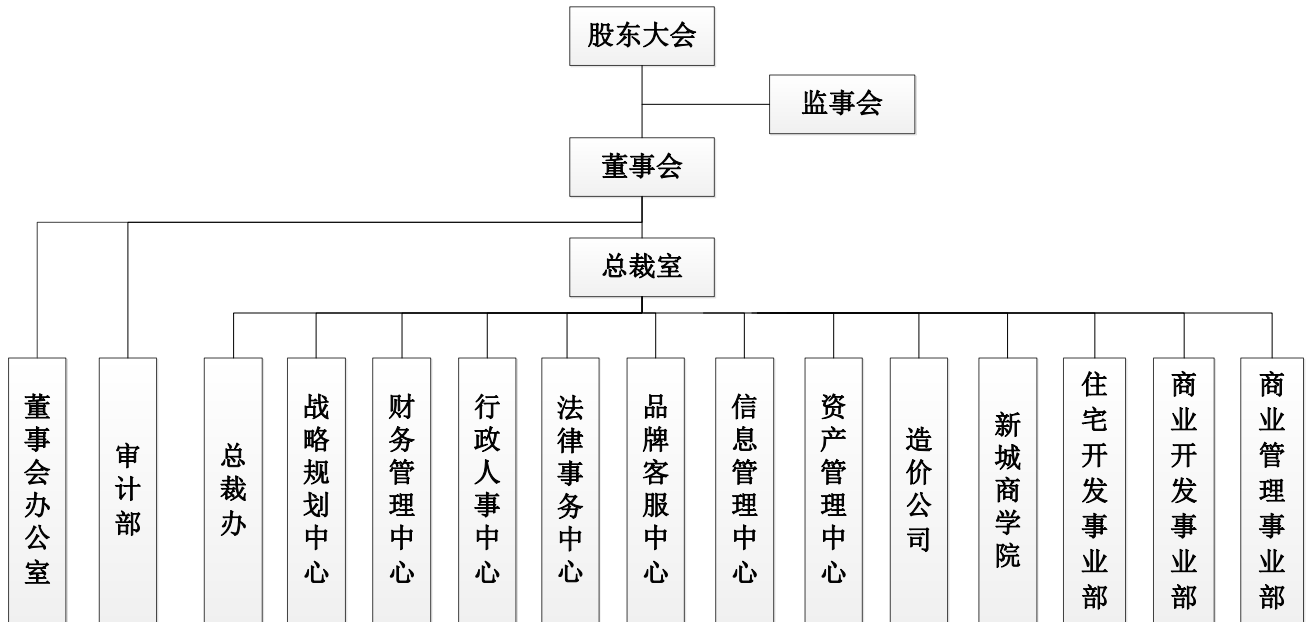 股东大会
监事会
董事会
总裁室
董事会办公室
审计部
总裁办
战略规划中心
财务管理中心
行政人事中心
法律事务中心
品牌客服中心
信息管理中心
资产管理中心
造价公司
新城商学院
住宅开发事业部
商业开发事业部
商业管理事业部